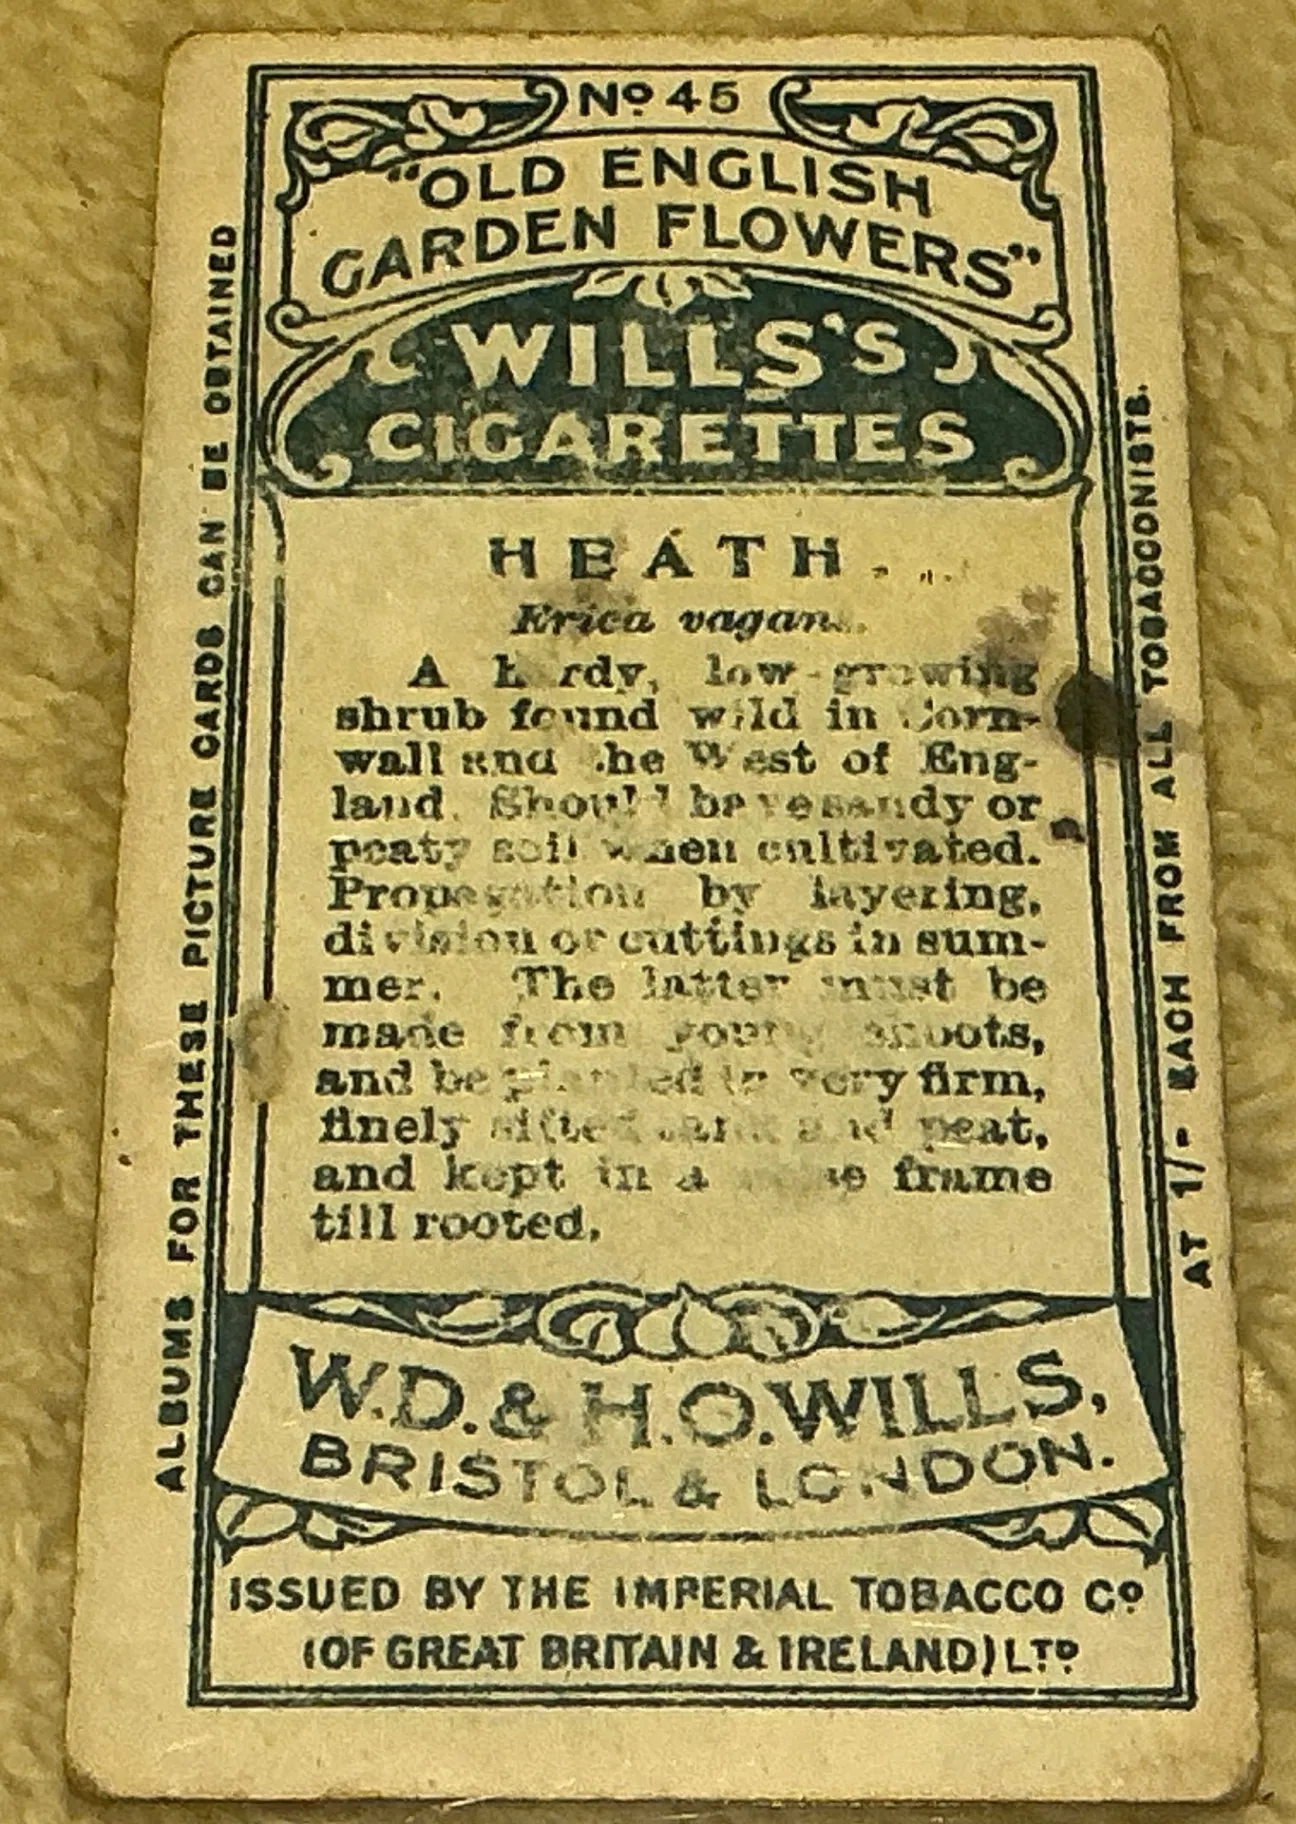 No 45
"OLD ENGLISH
GARDEN FLOWERS"
WILLS'S
CIGARETTES
HEATH.
Erica vagans.
A hardy, low-growing
shrub found wild in Corn-
wall and the West of Eng-
land. Should have sandy or
peaty soil when cultivated.
Propagation by layering,
division or cuttings in sum-
mer. The latter must be
made from young shoots,
and be planted in very firm,
finely sifted sand and peat,
and kept in a frame
till rooted.
W.D. & H.O. WILLS,
BRISTOL & LONDON.
ISSUED BY THE IMPERIAL TOBACCO Co
(OF GREAT BRITAIN & IRELAND) LTD
ALBUMS FOR THESE PICTURE CARDS CAN BE OBTAINED
AT 1/- EACH FROM ALL TOBACCONISTS.